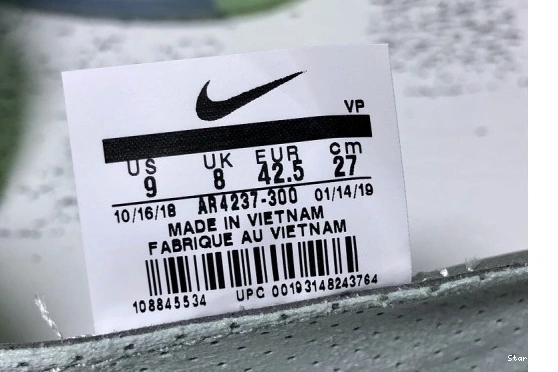 VP
US UK EUR cm
9 8 42.5 27
10/16/18 AR4237-300 01/14/19
MADE IN VIETNAM
FABRIQUE AU VIETNAM
108845534 UPC 00193148243764
Star